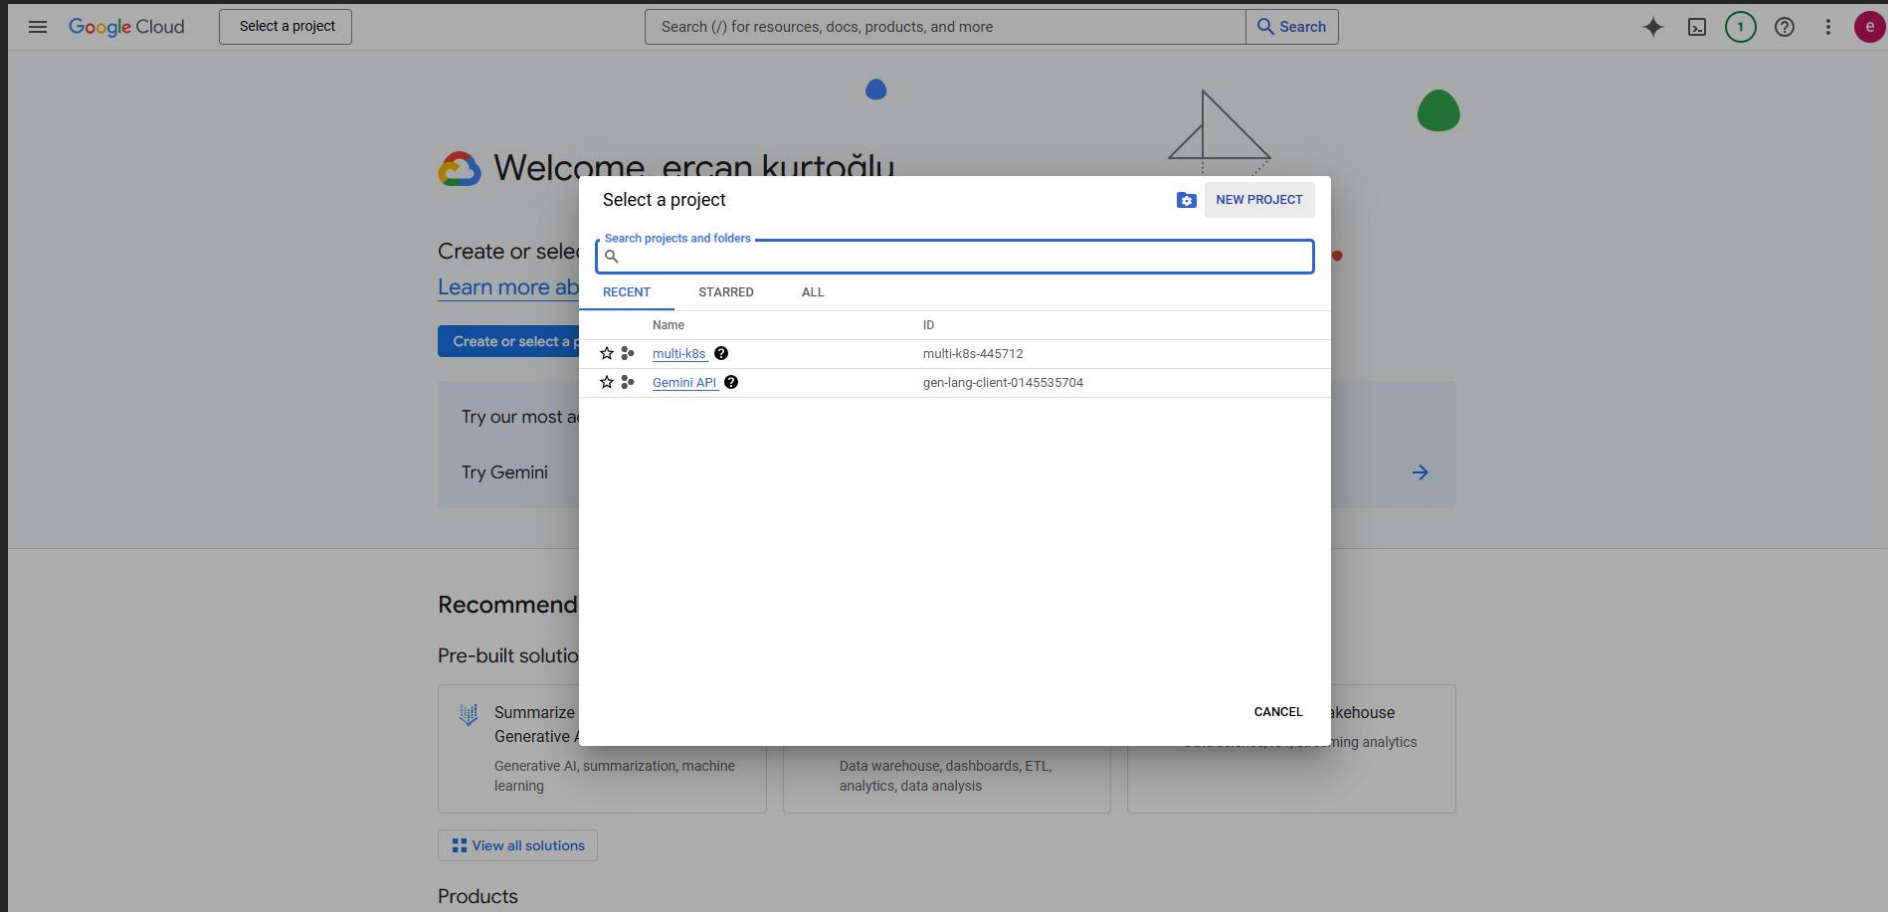 Google Cloud
Select a project
Search (/) for resources, docs, products, and more
Search
1
e
Welcome, ercan kurtoğlu
Select a project
NEW PROJECT
Create or selec
Search projects and folders
Learn more ab
RECENT
STARRED
ALL
Name
ID
Create or select a p
multi-k8s
multi-k8s-445712
Gemini API
gen-lang-client-0145535704
Try our most a
Try Gemini
Recommend
Pre-built solutio
CANCEL
Summarize
Generative A
Generative AI, summarization, machine
learning
Data warehouse, dashboards, ETL,
analytics, data analysis
akehouse
ming analytics
View all solutions
Products